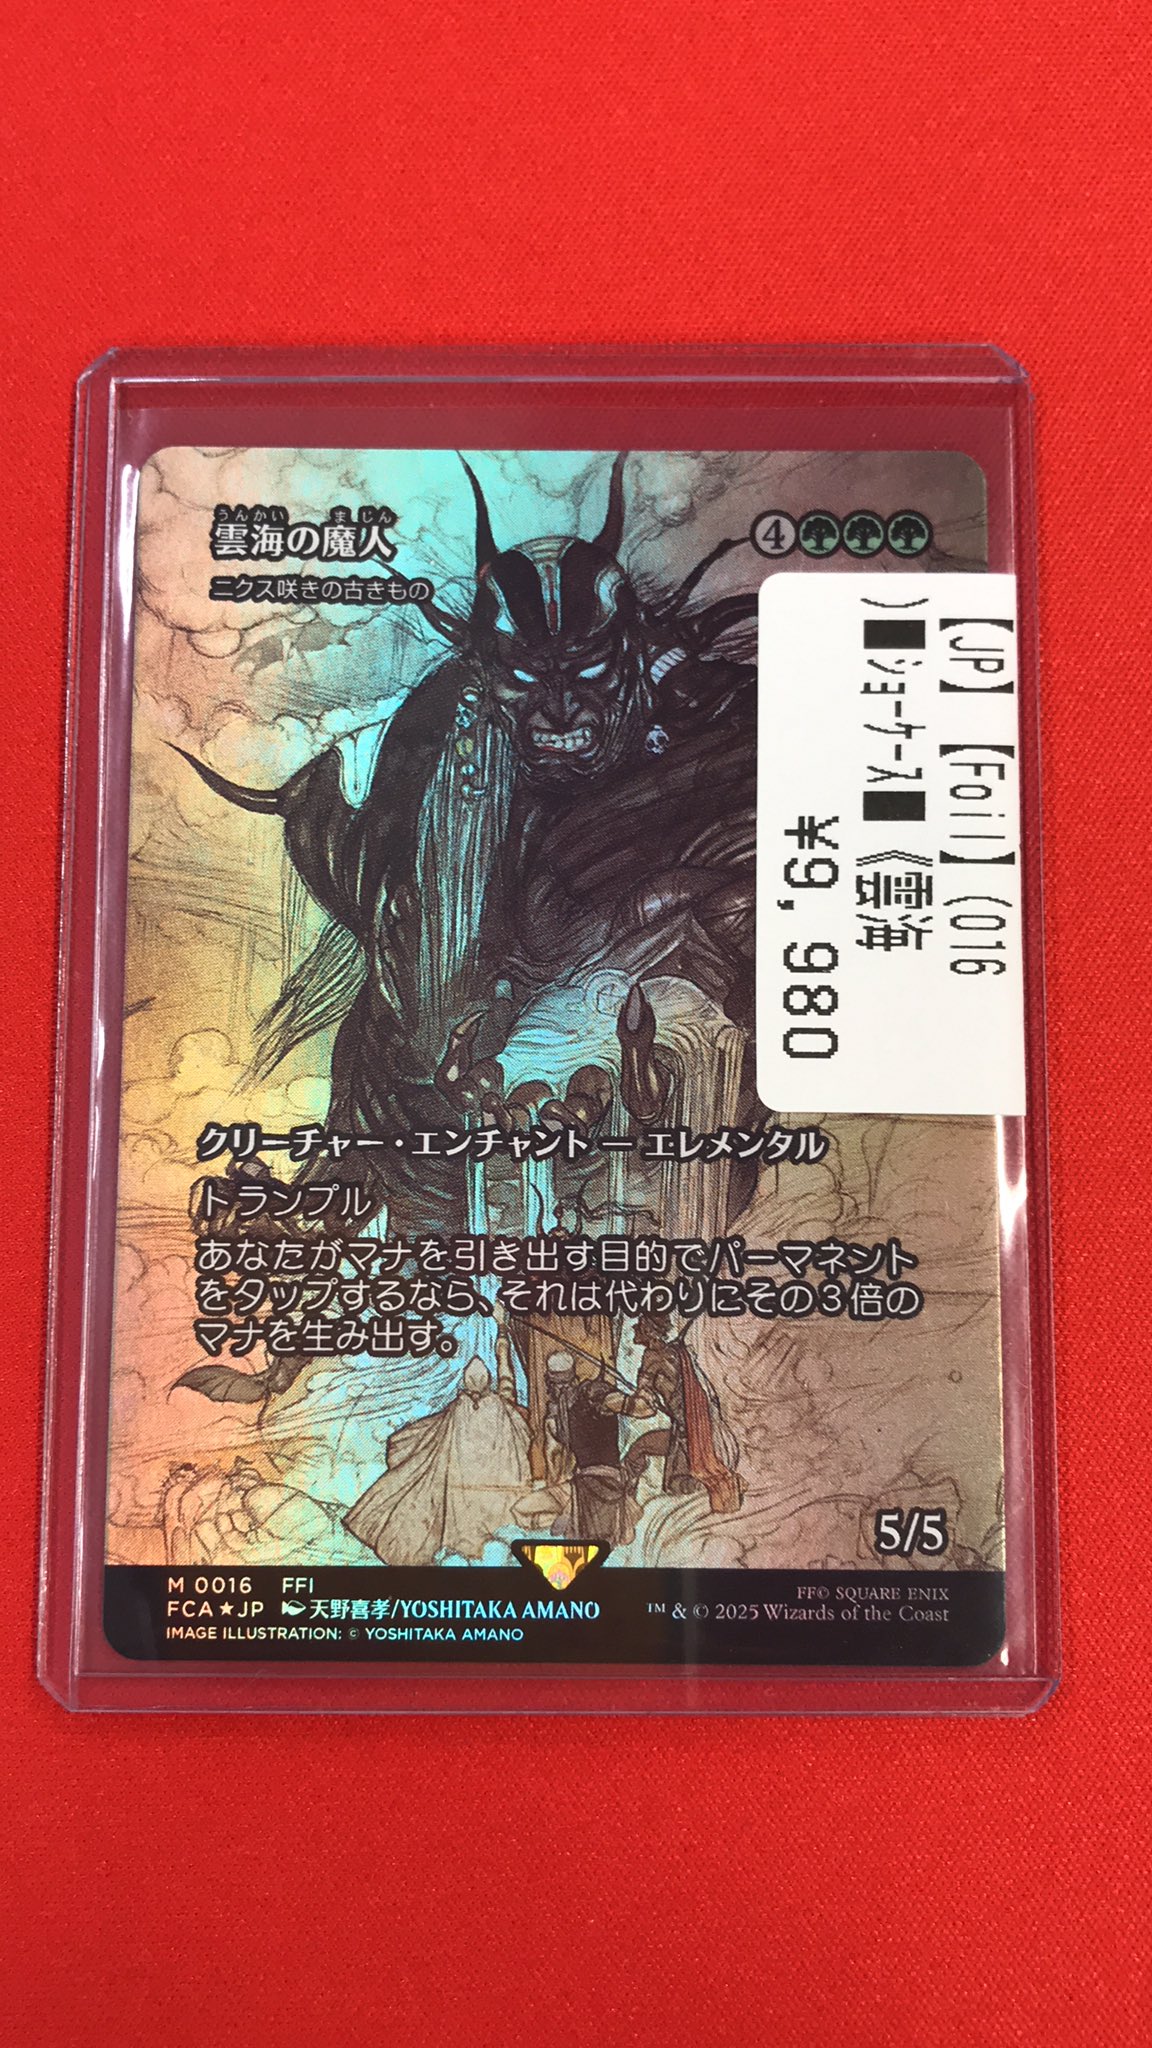 うんかい まじん
雲海の魔人
4
ニクス咲きの古きもの
【JP】【Foil】(016
)■ショーケース■《雲海
¥9,980
クリーチャー・エンチャント — エレメンタル
トランプル
あなたがマナを引き出す目的でパーマネント
をタップするなら、それは代わりにその3倍の
マナを生み出す。
5/5
M 0016 FFI
FCA★JP 天野喜孝/YOSHITAKA AMANO
IMAGE ILLUSTRATION: © YOSHITAKA AMANO
FF© SQUARE ENIX
™ & © 2025 Wizards of the Coast